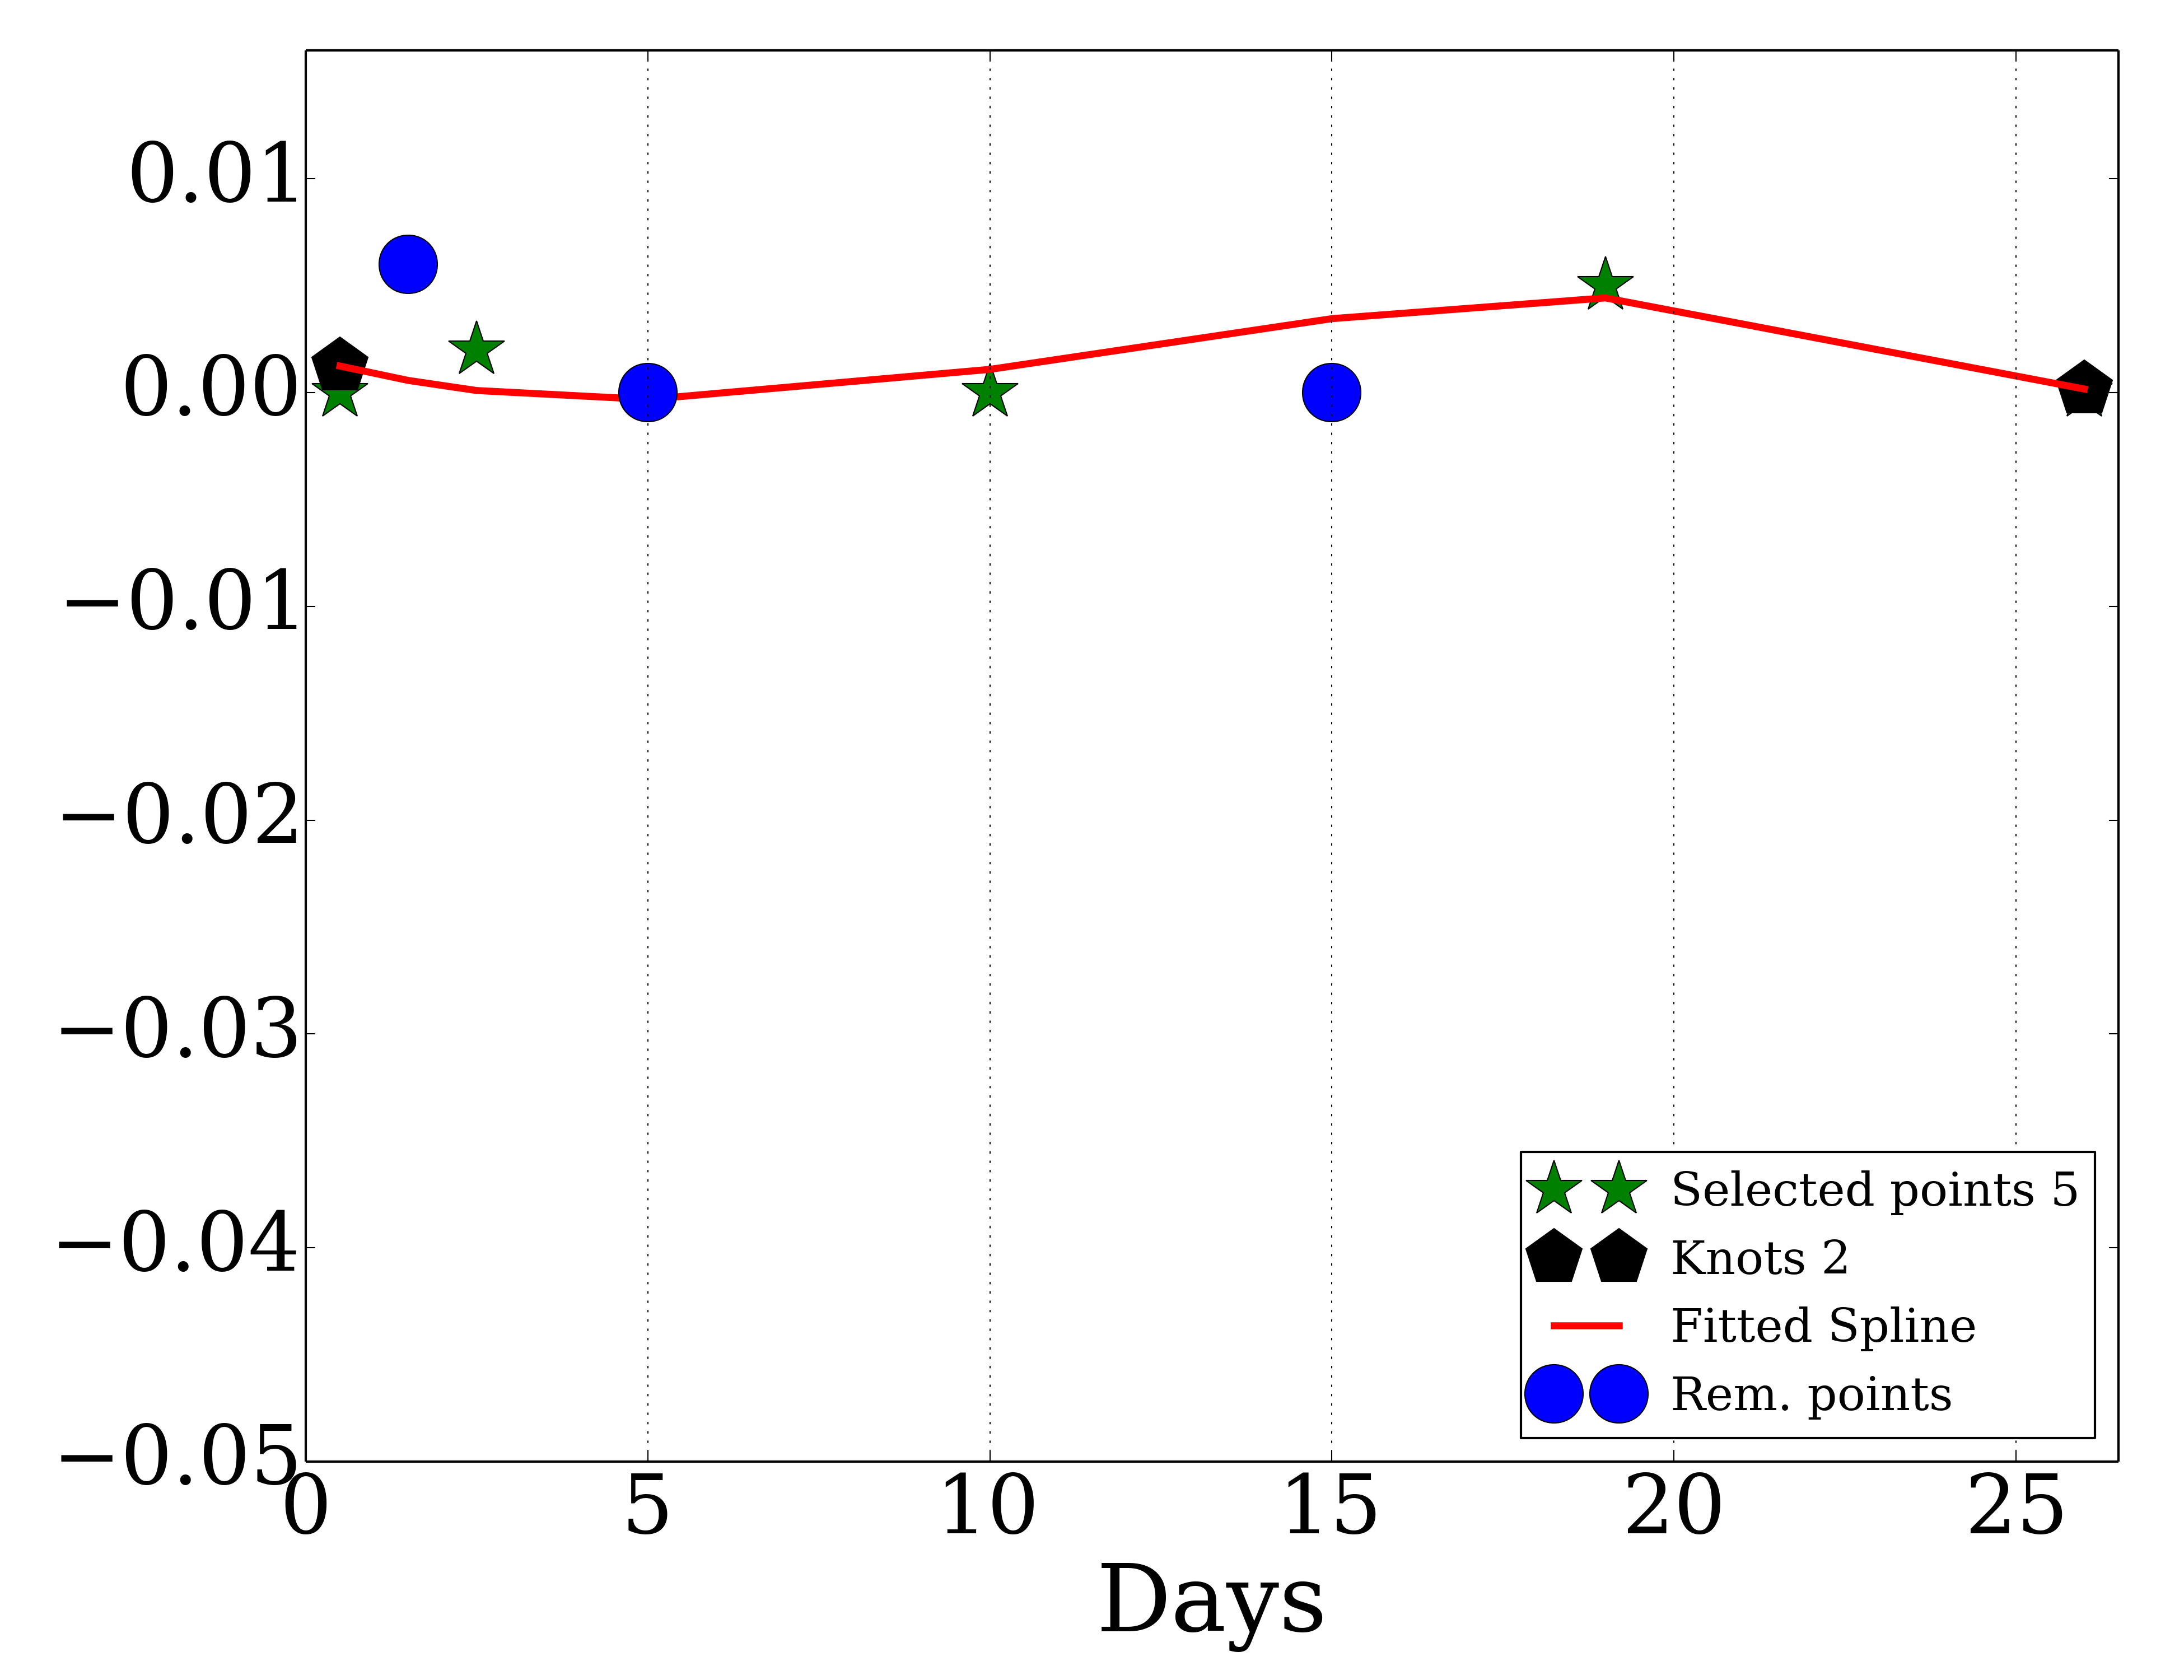 0.01
0.00
−0.01
−0.02
−0.03
−0.04
−0.05
Selected points 5
Knots 2
Fitted Spline
Rem. points
0 5 10 15 20 25
Days